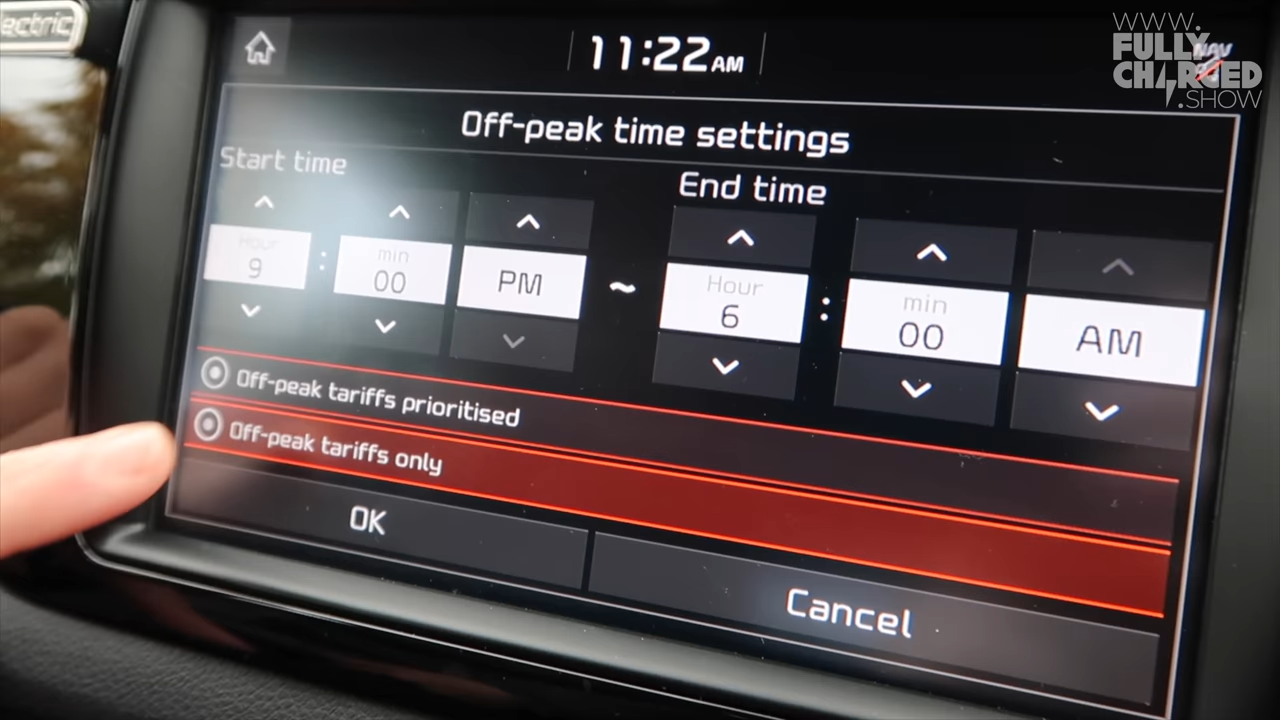 ectric
11:22 AM
WWW.
FULLY
CHARGED
.SHOW
NAV
Off-peak time settings
Start time
End time
Hour
9
:
min
00
PM
~
Hour
6
:
min
00
AM
Off-peak tariffs prioritised
Off-peak tariffs only
OK
Cancel